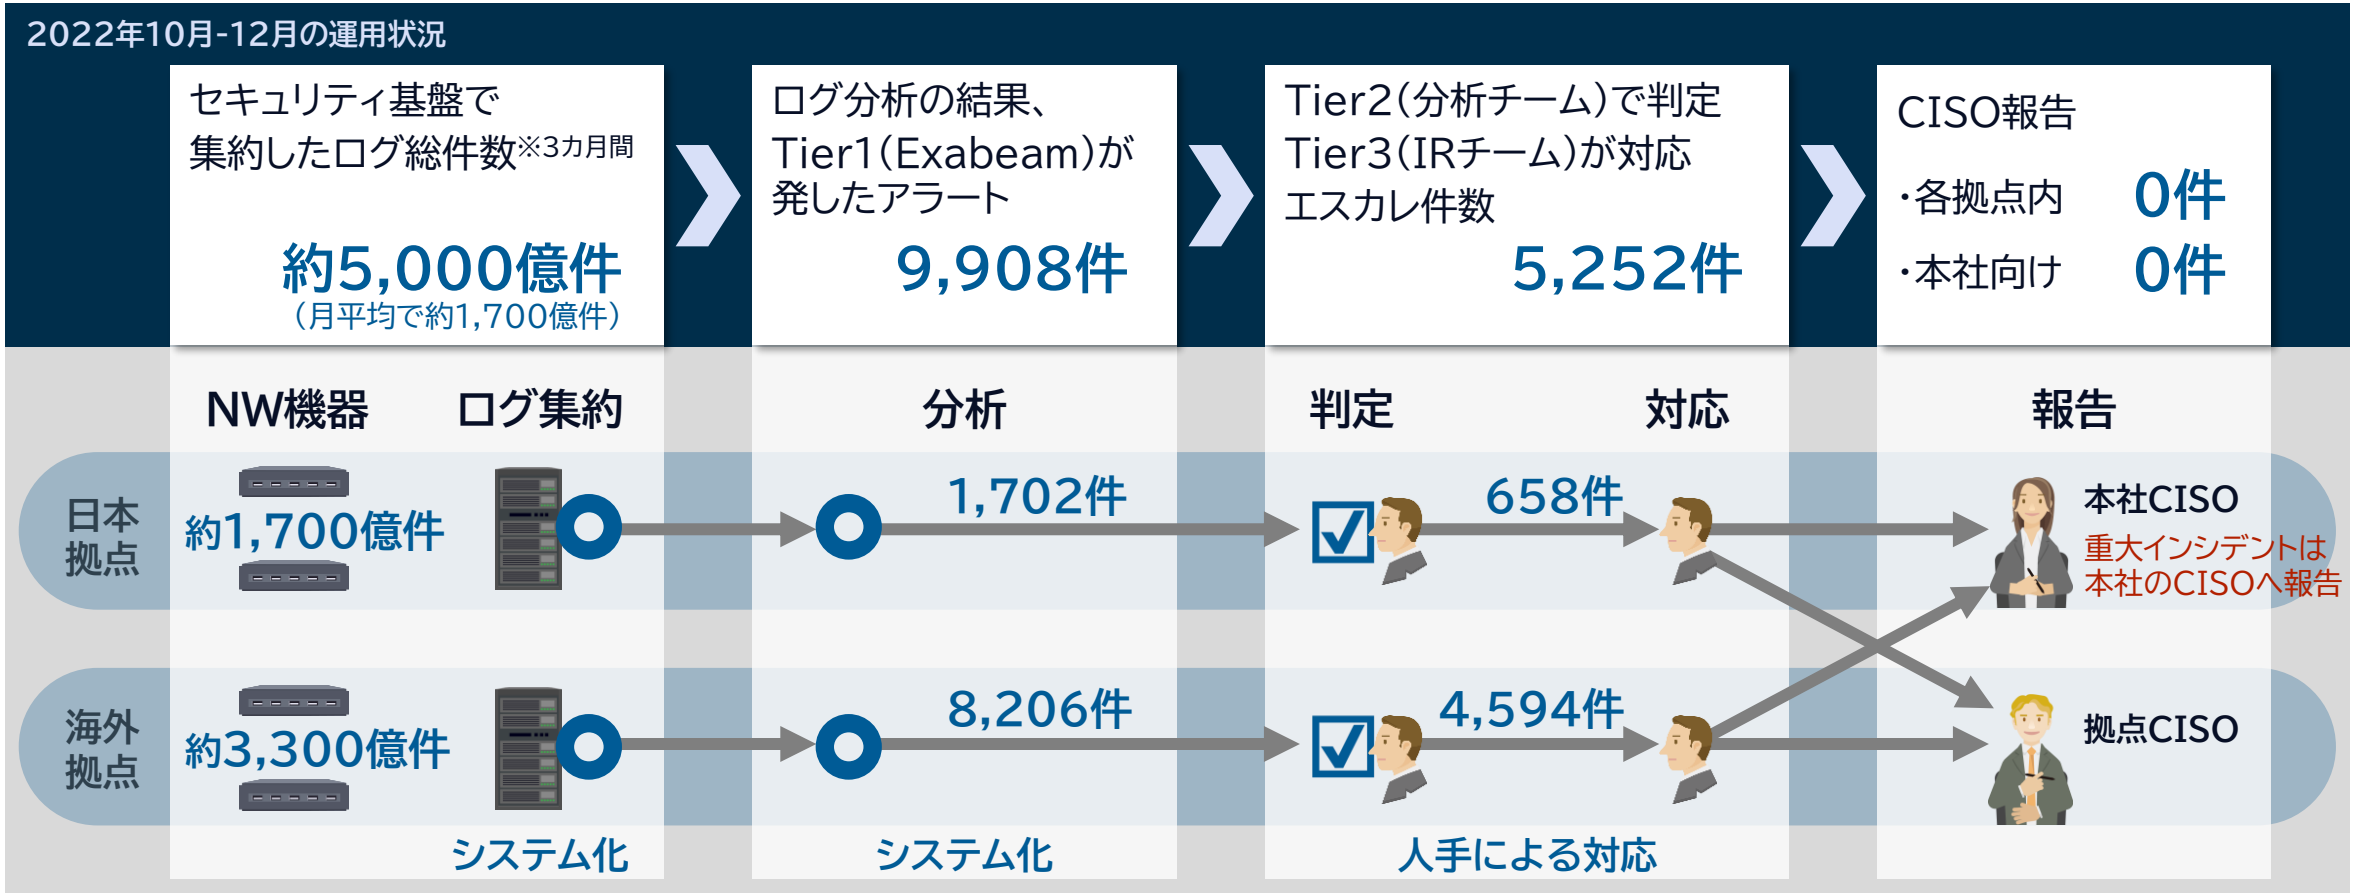 2022年10月-12月の運用状況
セキュリティ基盤で
集約したログ総件数※3カ月間
約5,000億件
（月平均で約1,700億件）
ログ分析の結果、
Tier1（Exabeam）が
発したアラート
9,908件
Tier2（分析チーム）で判定
Tier3（IRチーム）が対応
エスカレ件数
5,252件
CISO報告
・各拠点内 0件
・本社向け 0件
NW機器 ログ集約 分析 判定 対応 報告
日本
拠点
約1,700億件
1,702件
658件
本社CISO
重大インシデントは
本社のCISOへ報告
海外
拠点
約3,300億件
8,206件
4,594件
拠点CISO
システム化 システム化 人手による対応